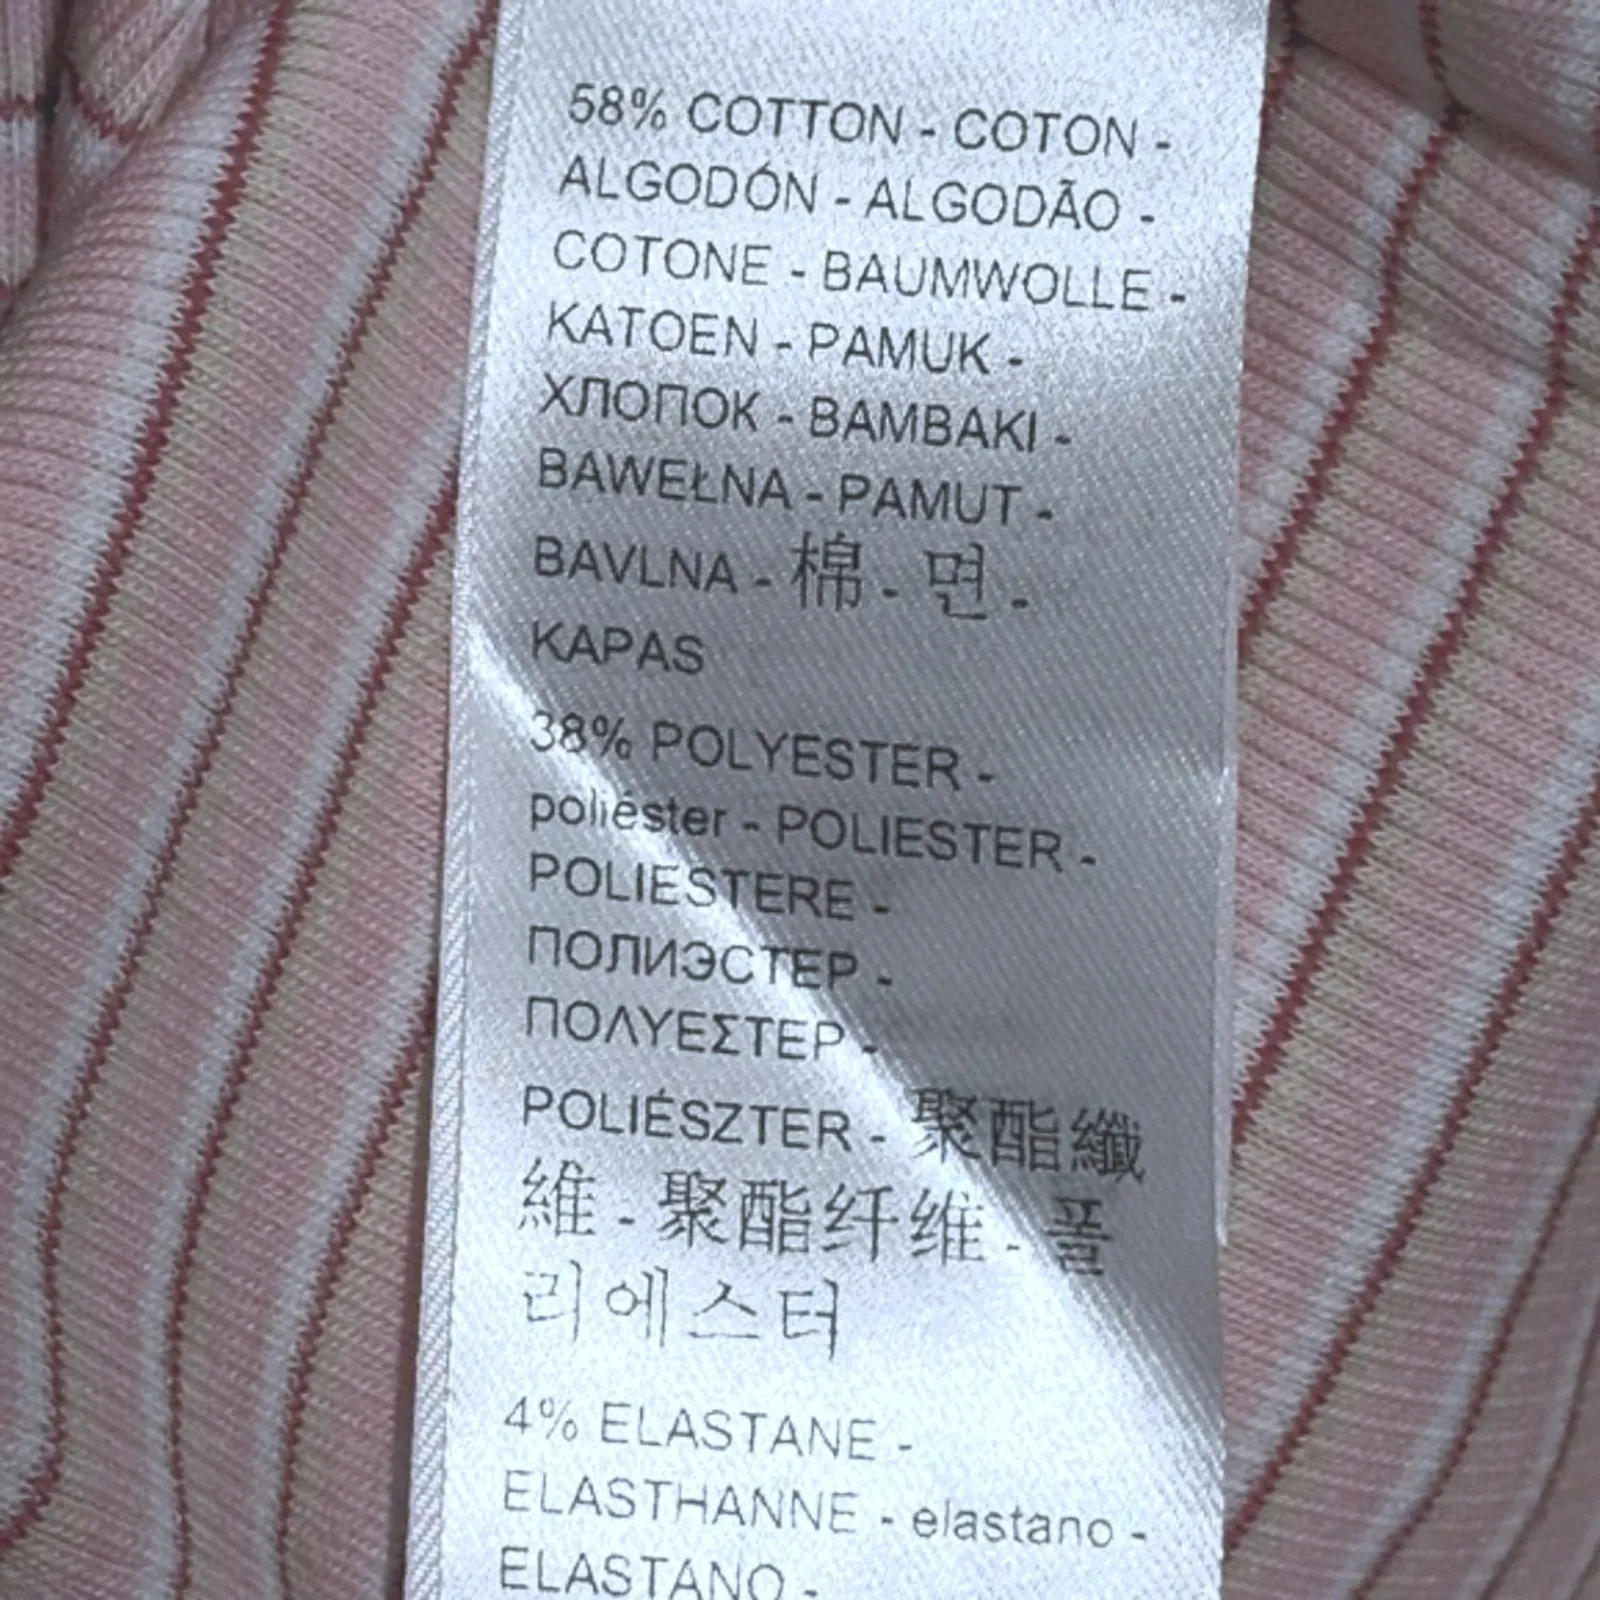 58% COTTON - COTON -
ALGODÓN - ALGODÃO -
COTONE - BAUMWOLLE -
KATOEN - PAMUK -
ХЛОПОК - BAMBAKI -
BAWEŁNA - PAMUT -
BAVLNA - 棉 - 면 -
KAPAS
38% POLYESTER -
poliéster - POLIESTER -
POLIESTERE -
ПОЛИЭСТЕР -
ΠΟΛΥΕΣΤΕΡ -
POLIÉSZTER - 聚酯纖
維 - 聚酯纤维 - 폴
리에스터
4% ELASTANE -
ELASTHANNE - elastano -
ELASTANO -